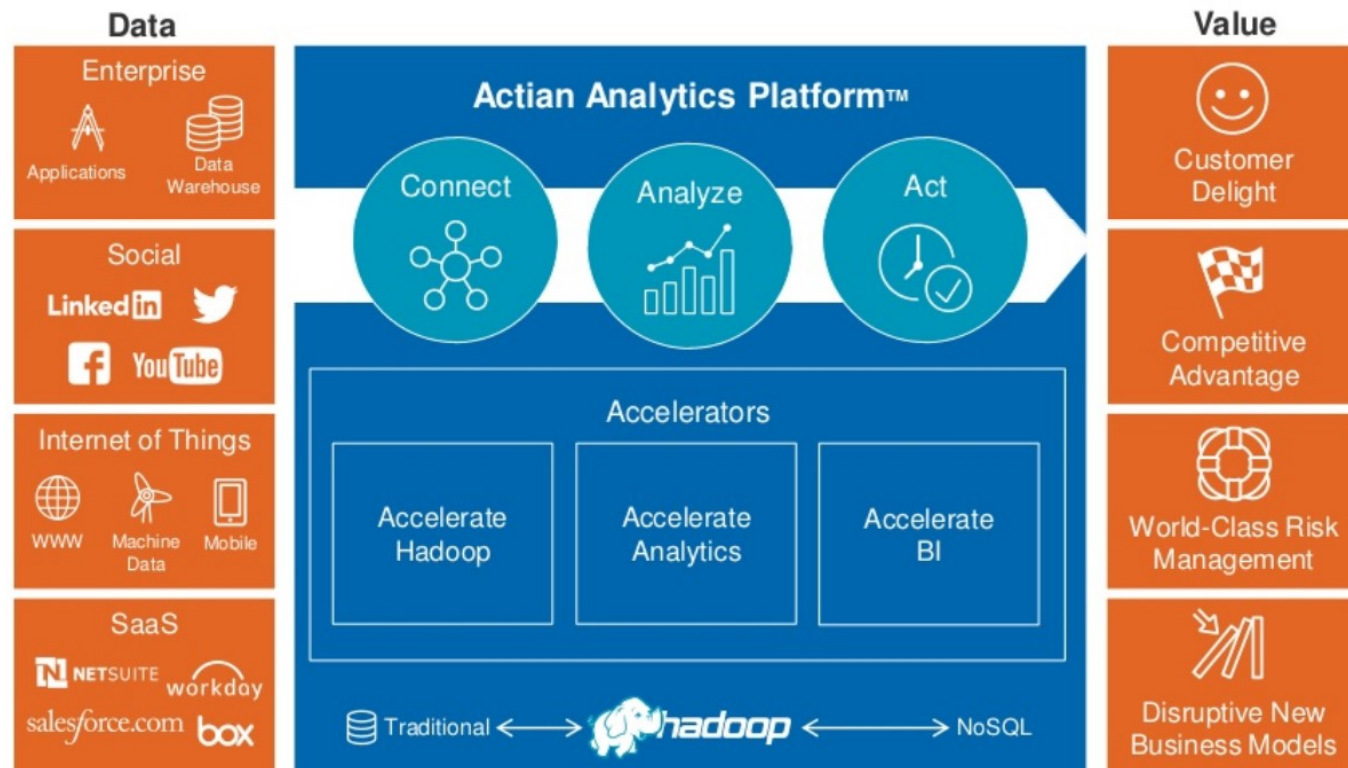 Data
Enterprise
Applications
Data
Warehouse
Social
Linked in
You Tube
Internet of Things
WWW
Machine
Data
Mobile
SaaS
N NETSUITE
workday
salesforce.com
box
Actian Analytics Platform™
Connect
Analyze
Act
Accelerators
Accelerate
Hadoop
Accelerate
Analytics
Accelerate
BI
Traditional
hadoop
NoSQL
Value
Customer
Delight
Competitive
Advantage
World-Class Risk
Management
Disruptive New
Business Models